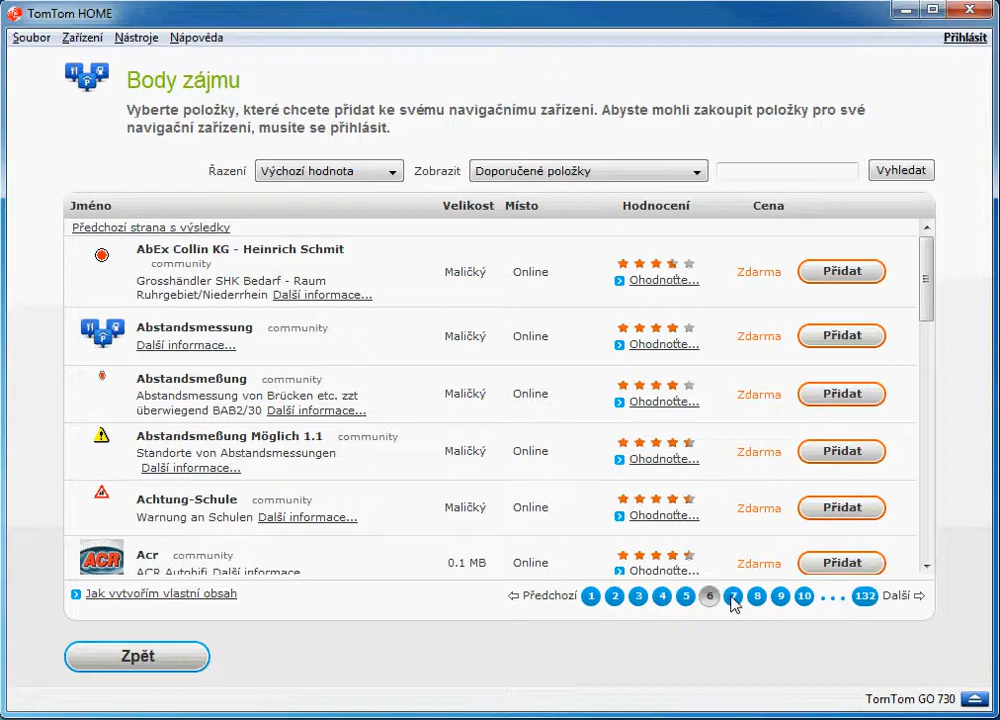 TomTom HOME
Soubor Zařízení Nástroje Nápověda Přihlásit
Body zájmu
Vyberte položky, které chcete přidat ke svému navigačnímu zařízení. Abyste mohli zakoupit položky pro své
navigační zařízení, musíte se přihlásit.
Řazení Výchozí hodnota Zobrazit Doporučené položky Vyhledat
Jméno Velikost Místo Hodnocení Cena
Předchozí strana s výsledky
AbEx Collin KG - Heinrich Schmit
community
Grosshändler SHK Bedarf - Raum
Ruhrgebiet/Niederrhein Další informace...
Maličký Online Ohodnoťte... Zdarma Přidat
Abstandsmessung community
Další informace...
Maličký Online Ohodnoťte... Zdarma Přidat
Abstandsmeßung community
Abstandsmessung von Brücken etc. zzt
überwiegend BAB2/30 Další informace...
Maličký Online Ohodnoťte... Zdarma Přidat
Abstandsmeßung Möglich 1.1 community
Standorte von Abstandsmessungen
Další informace...
Maličký Online Ohodnoťte... Zdarma Přidat
Achtung-Schule community
Warnung an Schulen Další informace...
Maličký Online Ohodnoťte... Zdarma Přidat
ACR
Acr community
ACR Autohifi Další informace
0.1 MB Online Ohodnoťte... Zdarma Přidat
Jak vytvořím vlastní obsah
Předchozí 1 2 3 4 5 6 7 8 9 10 ... 132 Další
Zpět
TomTom GO 730